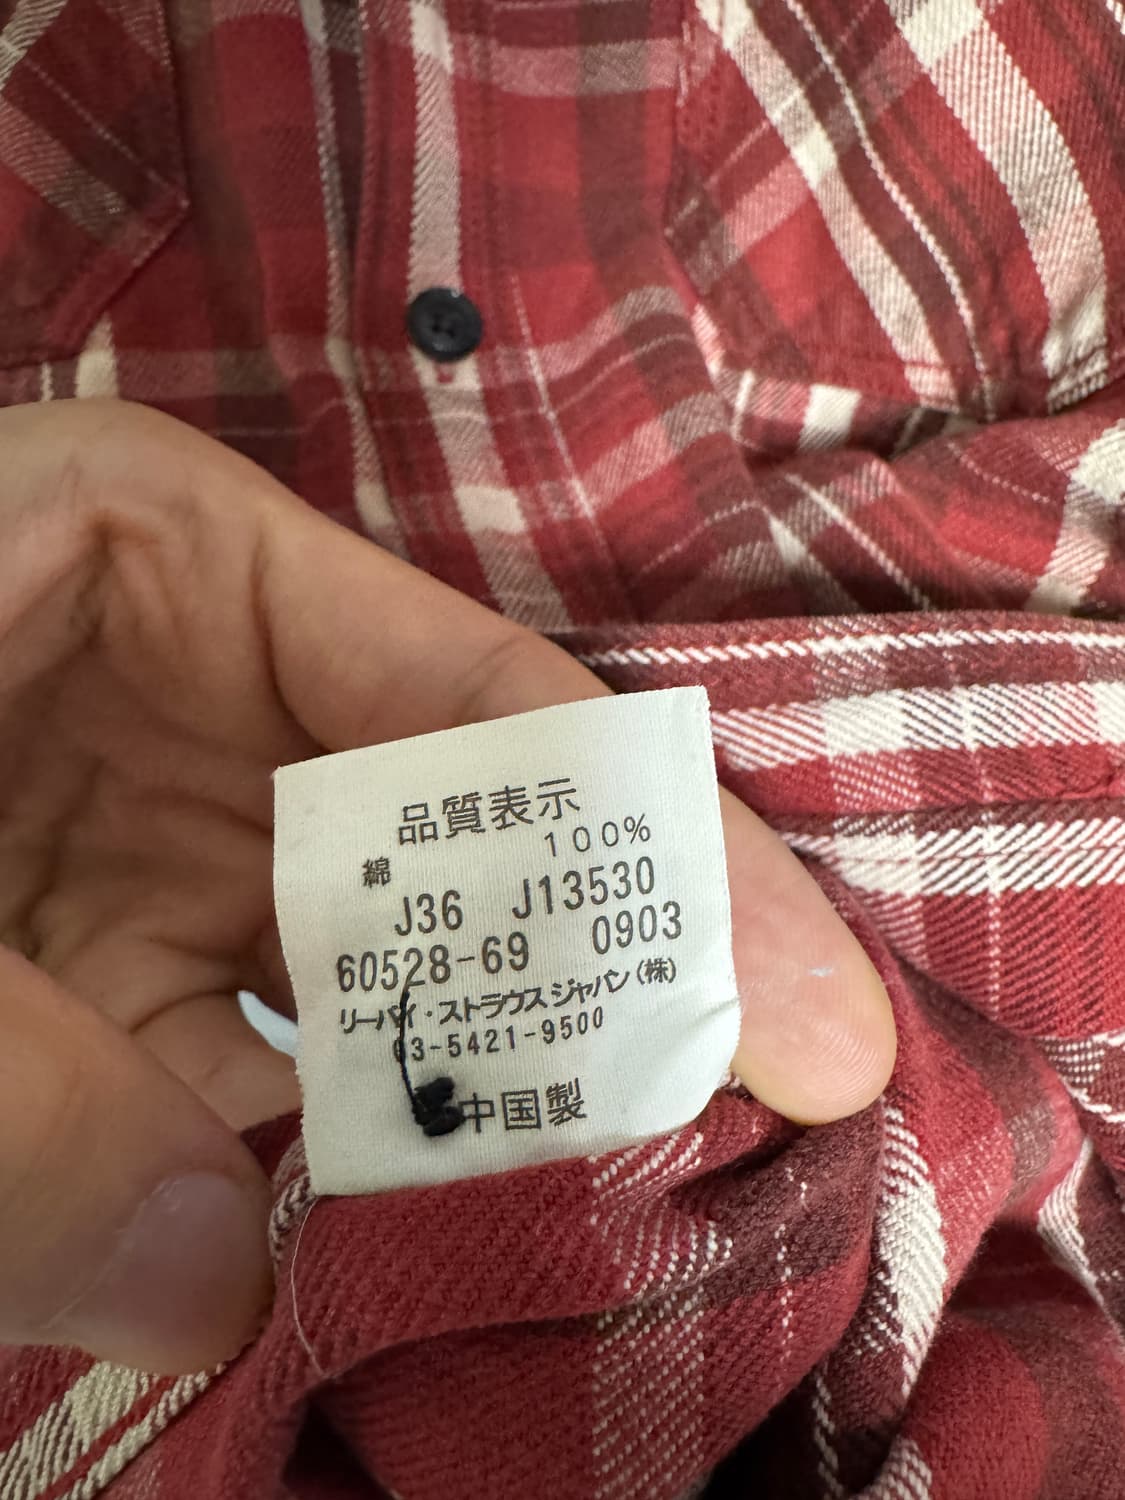 品質表示
綿 100%
J36 J13530
60528-69 0903
リーバイ・ストラウスジャパン(株)
03-5421-9500
中国製